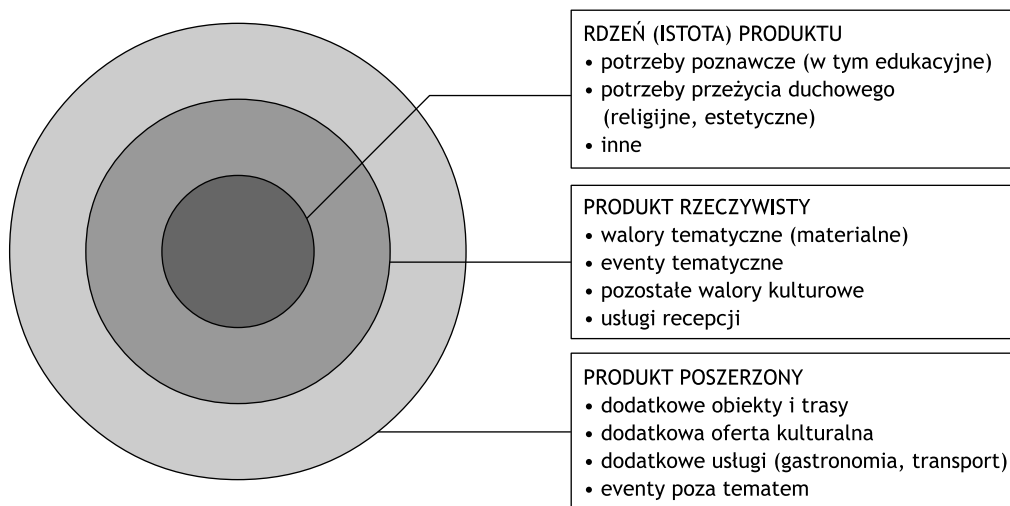 RDZEŃ (ISTOTA) PRODUKTU
• potrzeby poznawcze (w tym edukacyjne)
• potrzeby przeżycia duchowego
(religijne, estetyczne)
• inne
PRODUKT RZECZYWISTY
• walory tematyczne (materialne)
• eventy tematyczne
• pozostałe walory kulturowe
• usługi recepcji
PRODUKT POSZERZONY
• dodatkowe obiekty i trasy
• dodatkowa oferta kulturalna
• dodatkowe usługi (gastronomia, transport)
• eventy poza tematem